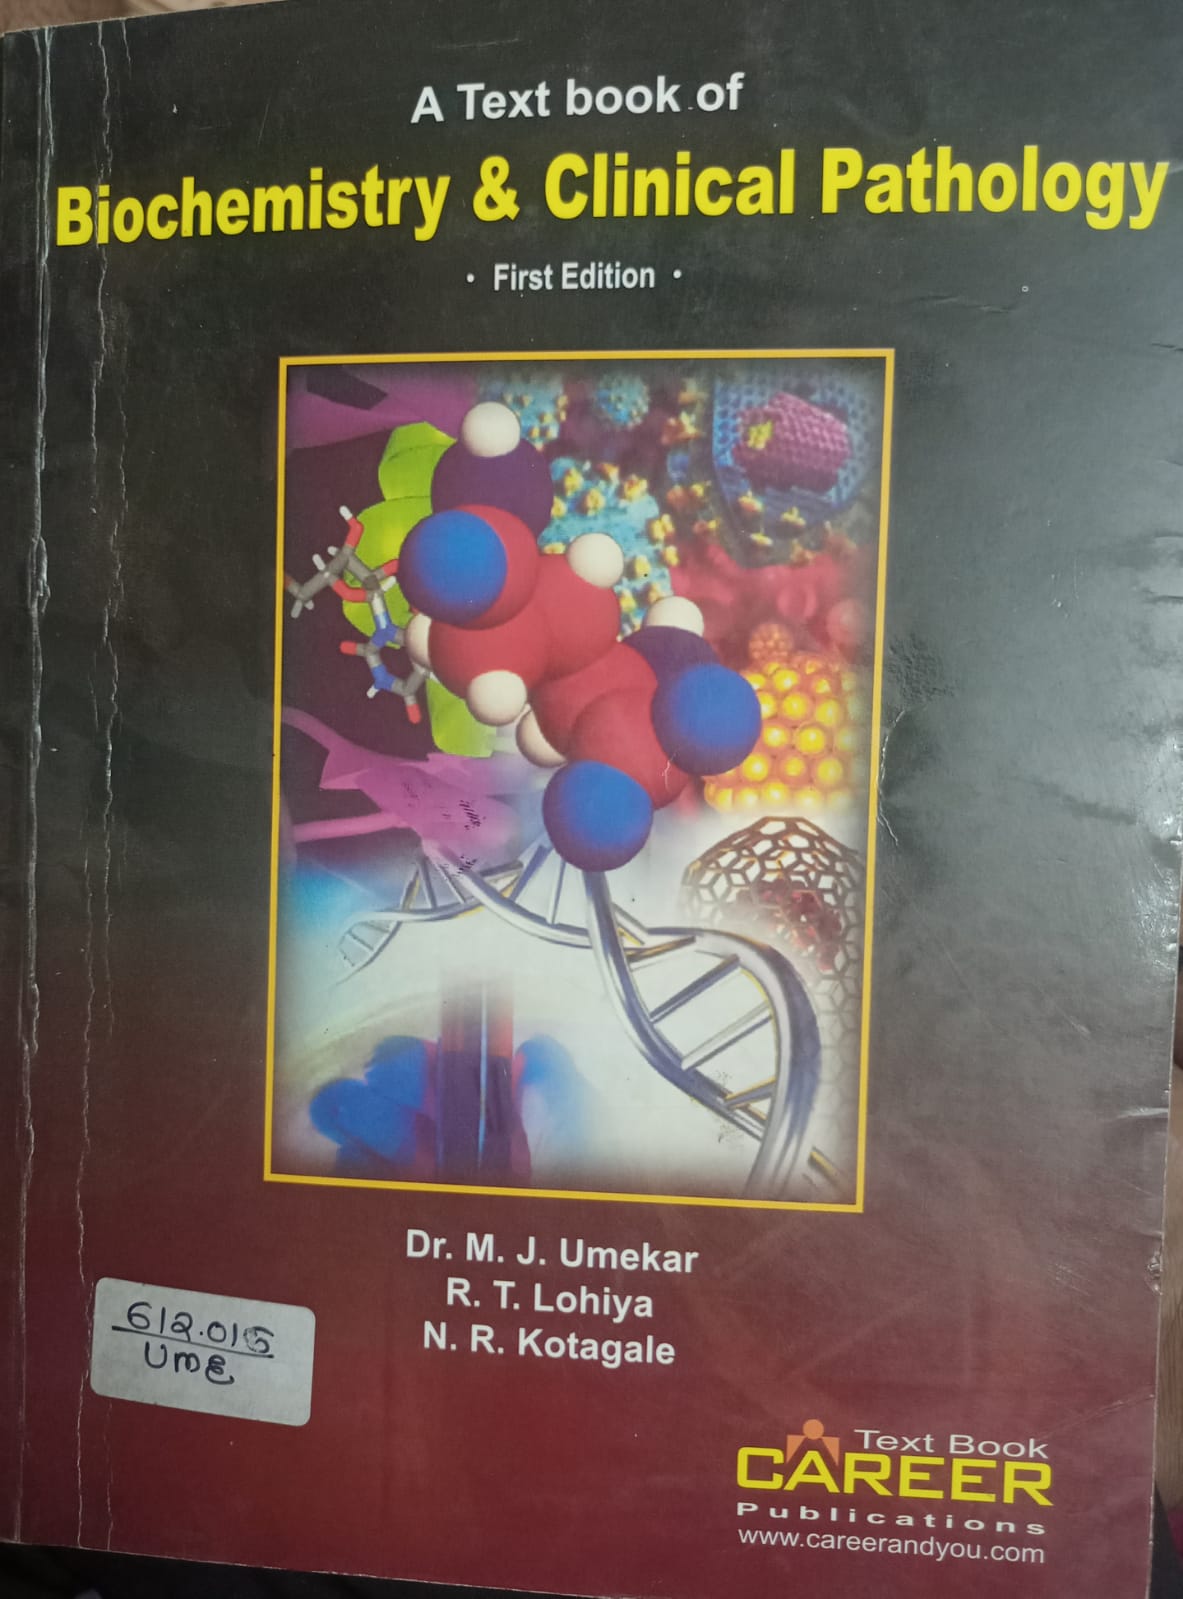 A Text book of
Biochemistry & Clinical Pathology
• First Edition •
Dr. M. J. Umekar
R. T. Lohiya
N. R. Kotagale
612.015
UME
Text Book
CAREER
Publications
www.careerandyou.com